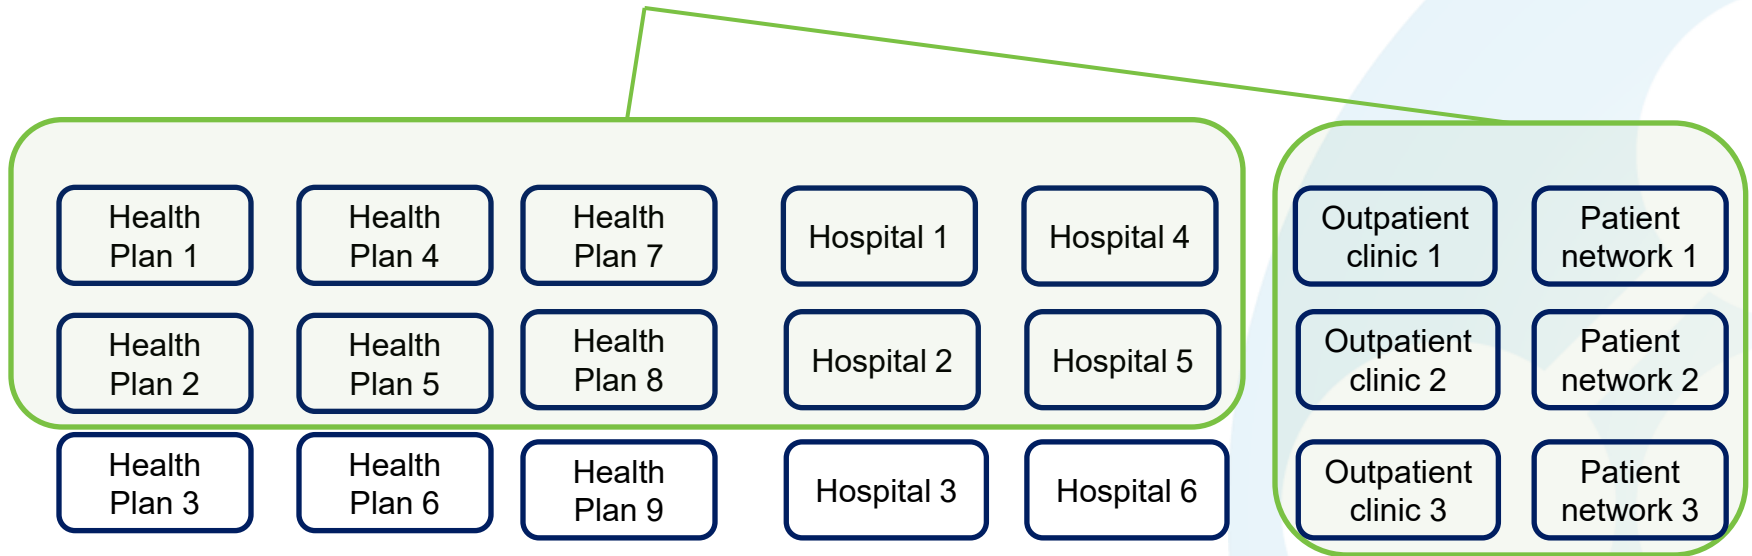 Health
Plan 1
Health
Plan 4
Health
Plan 7
Hospital 1
Hospital 4
Outpatient
clinic 1
Patient
network 1
Health
Plan 2
Health
Plan 5
Health
Plan 8
Hospital 2
Hospital 5
Outpatient
clinic 2
Patient
network 2
Health
Plan 3
Health
Plan 6
Health
Plan 9
Hospital 3
Hospital 6
Outpatient
clinic 3
Patient
network 3